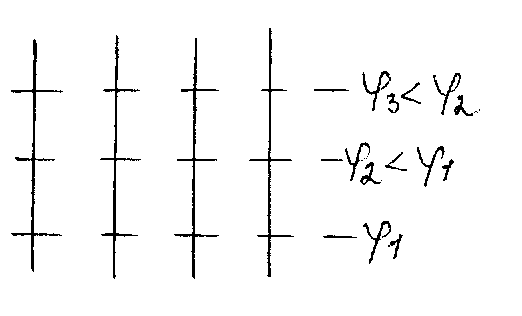 φ₃ < φ₂
φ₂ < φ₁
φ₁